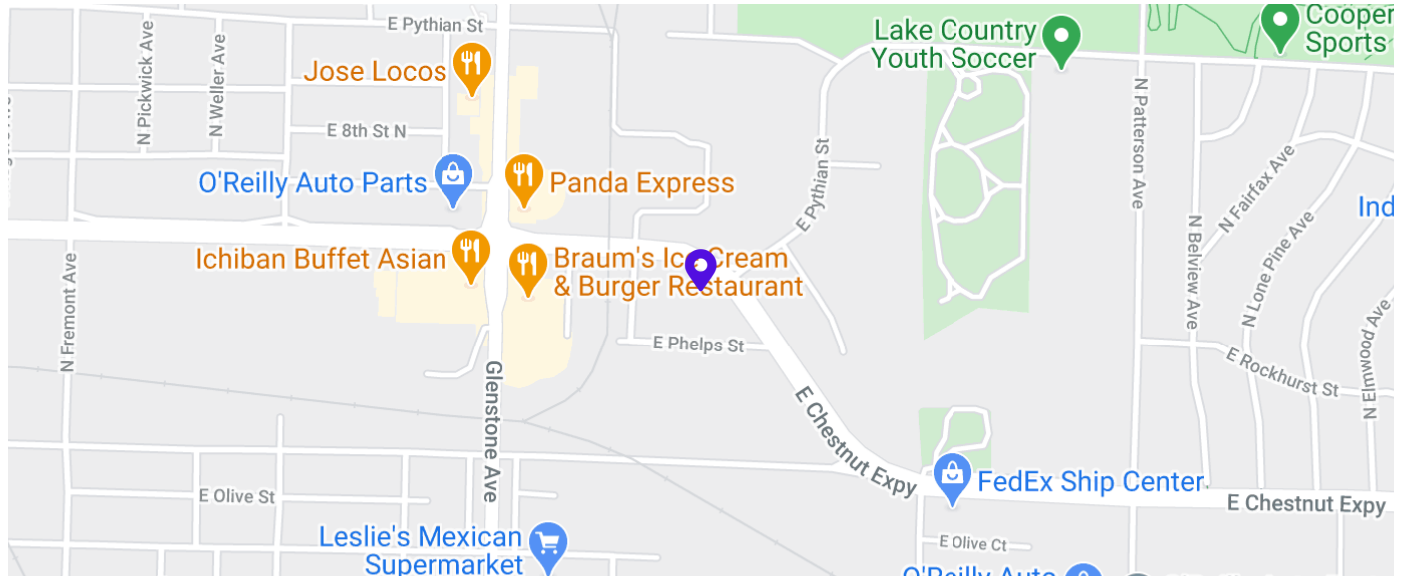 E Pythian St
Lake Country
Youth Soccer
Cooper
Sports
Jose Locos
N Pickwick Ave
N Weller Ave
E 8th St N
N Patterson Ave
E Pythian St
N Fairfax Ave
O'Reilly Auto Parts
Panda Express
Ind
N Belview Ave
N Lone Pine Ave
Ichiban Buffet Asian
Braum's Ice Cream
& Burger Restaurant
N Fremont Ave
E Phelps St
N Elmwood Ave
E Rockhurst St
Glenstone Ave
E Chestnut Expy
E Olive St
FedEx Ship Center
E Chestnut Expy
Leslie's Mexican
Supermarket
E Olive Ct
O'Reilly Auto